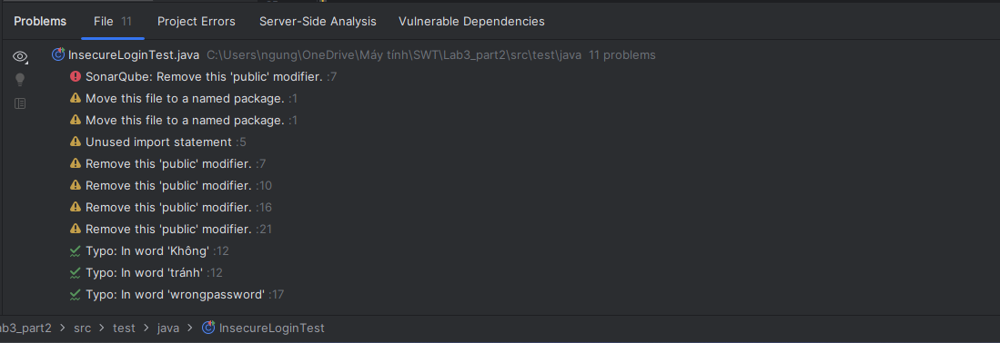 Problems File 11 Project Errors Server-Side Analysis Vulnerable Dependencies
InsecureLoginTest.java C:\Users\ngung\OneDrive\Máy tính\SWT\Lab3_part2\src\test\java 11 problems
SonarQube: Remove this 'public' modifier. :7
Move this file to a named package. :1
Move this file to a named package. :1
Unused import statement :5
Remove this 'public' modifier. :7
Remove this 'public' modifier. :10
Remove this 'public' modifier. :16
Remove this 'public' modifier. :21
Typo: In word 'Không' :12
Typo: In word 'tránh' :12
Typo: In word 'wrongpassword' :17
ab3_part2 > src > test > java > InsecureLoginTest